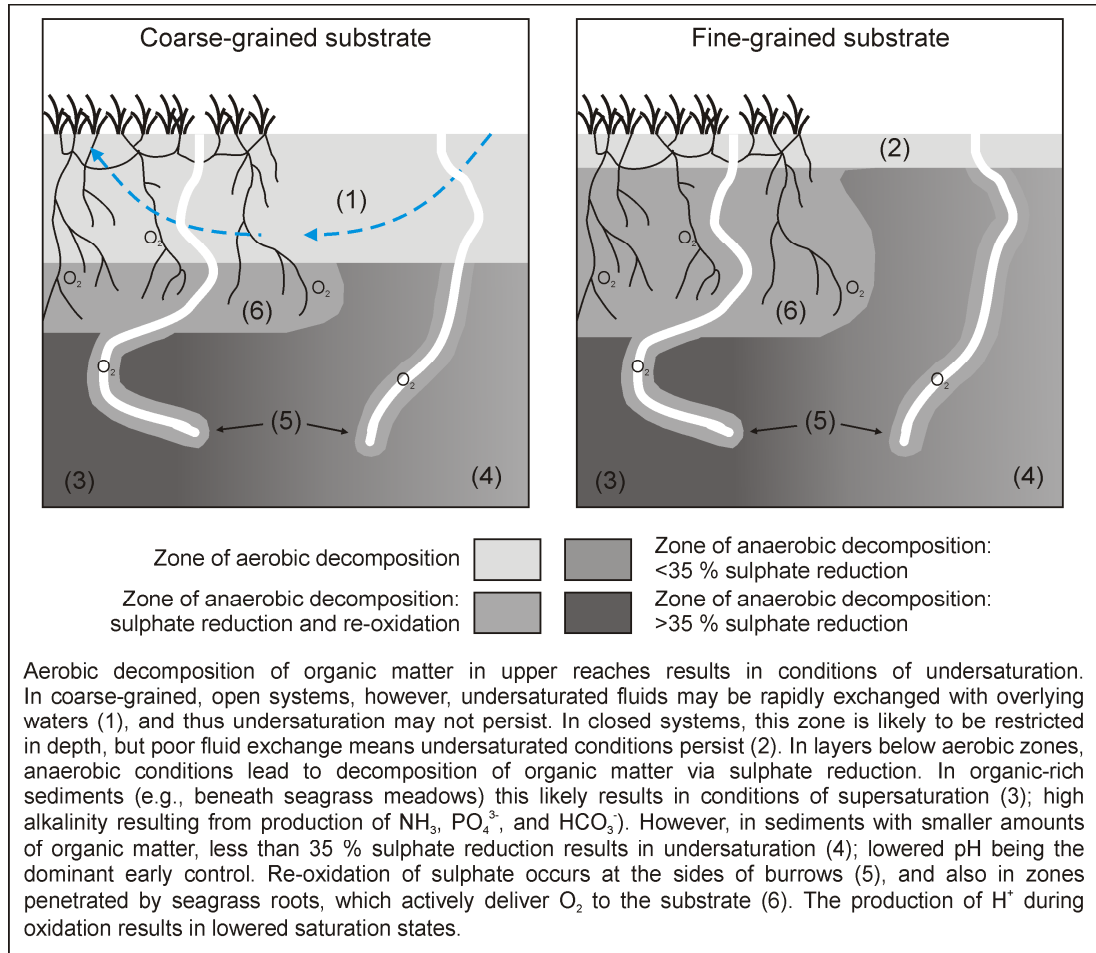 Coarse-grained substrate
(1)
O₂
O₂
O₂
(6)
O₂
O₂
(5)
(3)
(4)
Fine-grained substrate
(2)
O₂
O₂
O₂
(6)
O₂
O₂
(5)
(3)
(4)
Zone of aerobic decomposition
Zone of anaerobic decomposition:
<35 % sulphate reduction
Zone of anaerobic decomposition:
sulphate reduction and re-oxidation
Zone of anaerobic decomposition:
>35 % sulphate reduction
Aerobic decomposition of organic matter in upper reaches results in conditions of undersaturation.
In coarse-grained, open systems, however, undersaturated fluids may be rapidly exchanged with overlying
waters (1), and thus undersaturation may not persist. In closed systems, this zone is likely to be restricted
in depth, but poor fluid exchange means undersaturated conditions persist (2). In layers below aerobic zones,
anaerobic conditions lead to decomposition of organic matter via sulphate reduction. In organic-rich
sediments (e.g., beneath seagrass meadows) this likely results in conditions of supersaturation (3); high
alkalinity resulting from production of NH₃, PO₄³⁻, and HCO₃⁻). However, in sediments with smaller amounts
of organic matter, less than 35 % sulphate reduction results in undersaturation (4); lowered pH being the
dominant early control. Re-oxidation of sulphate occurs at the sides of burrows (5), and also in zones
penetrated by seagrass roots, which actively deliver O₂ to the substrate (6). The production of H⁺ during
oxidation results in lowered saturation states.